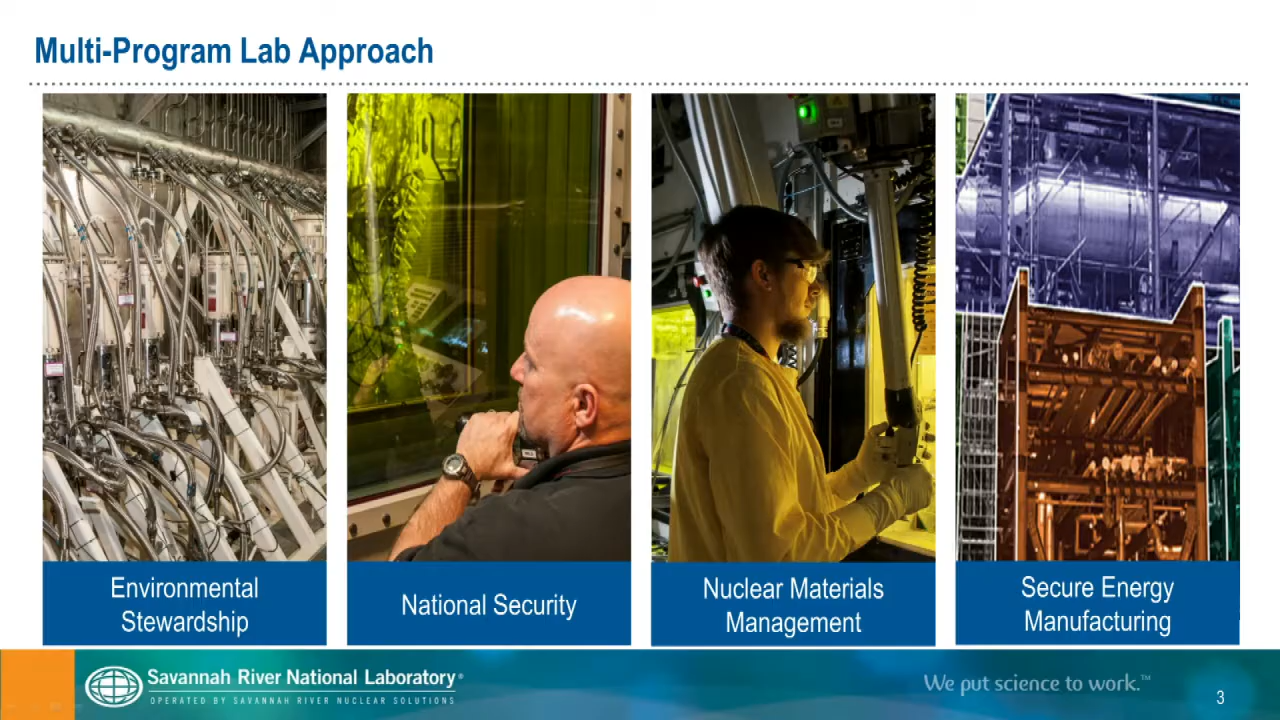 Multi-Program Lab Approach
Environmental
Stewardship
National Security
Nuclear Materials
Management
Secure Energy
Manufacturing
Savannah River National Laboratory®
OPERATED BY SAVANNAH RIVER NUCLEAR SOLUTIONS
We put science to work.™
3